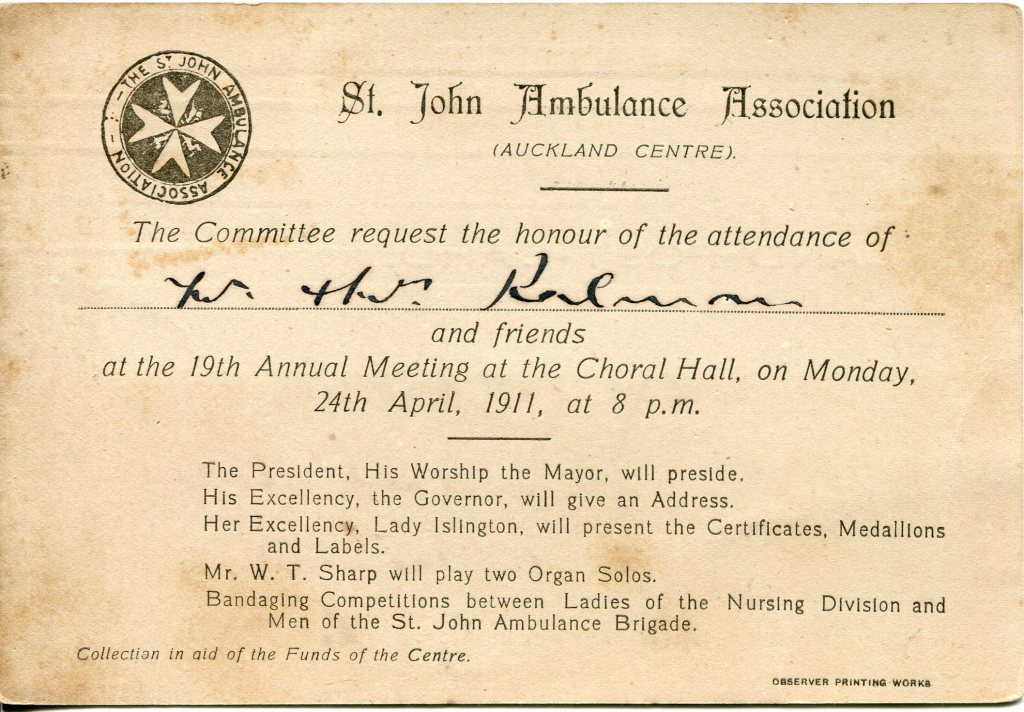 THE ST JOHN AMBULANCE ASSOCIATION
St. John Ambulance Association
(AUCKLAND CENTRE).
The Committee request the honour of the attendance of
Kalman
and friends
at the 19th Annual Meeting at the Choral Hall, on Monday,
24th April, 1911, at 8 p.m.
The President, His Worship the Mayor, will preside.
His Excellency, the Governor, will give an Address.
Her Excellency, Lady Islington, will present the Certificates, Medallions
and Labels.
Mr. W. T. Sharp will play two Organ Solos.
Bandaging Competitions between Ladies of the Nursing Division and
Men of the St. John Ambulance Brigade.
Collection in aid of the Funds of the Centre.
OBSERVER PRINTING WORKS.